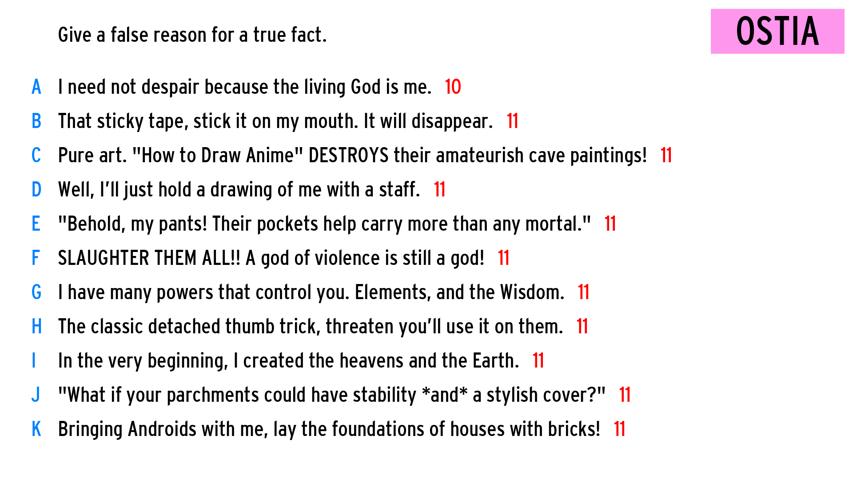 Give a false reason for a true fact.
OSTIA
A I need not despair because the living God is me. 10
B That sticky tape, stick it on my mouth. It will disappear. 11
C Pure art. "How to Draw Anime" DESTROYS their amateurish cave paintings! 11
D Well, I'll just hold a drawing of me with a staff. 11
E "Behold, my pants! Their pockets help carry more than any mortal." 11
F SLAUGHTER THEM ALL!! A god of violence is still a god! 11
G I have many powers that control you. Elements, and the Wisdom. 11
H The classic detached thumb trick, threaten you'll use it on them. 11
I In the very beginning, I created the heavens and the Earth. 11
J "What if your parchments could have stability *and* a stylish cover?" 11
K Bringing Androids with me, lay the foundations of houses with bricks! 11